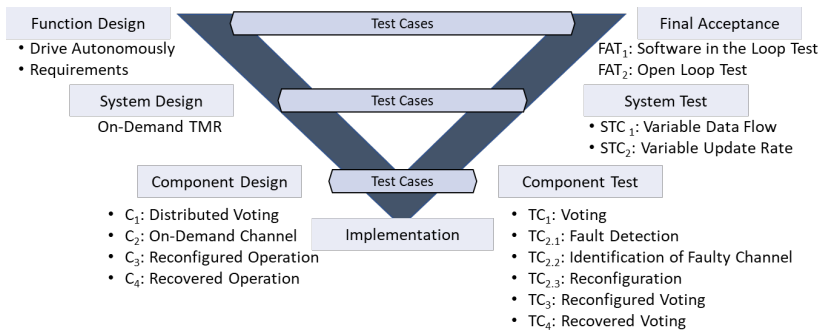 Function Design
Test Cases
Final Acceptance
• Drive Autonomously
• Requirements
FAT1: Software in the Loop Test
FAT2: Open Loop Test
System Design
Test Cases
System Test
On-Demand TMR
• STC 1: Variable Data Flow
• STC2: Variable Update Rate
Component Design
Test Cases
Component Test
• C1: Distributed Voting
• C2: On-Demand Channel
• C3: Reconfigured Operation
• C4: Recovered Operation
Implementation
• TC1: Voting
• TC2.1: Fault Detection
• TC2.2: Identification of Faulty Channel
• TC2.3: Reconfiguration
• TC3: Reconfigured Voting
• TC4: Recovered Voting